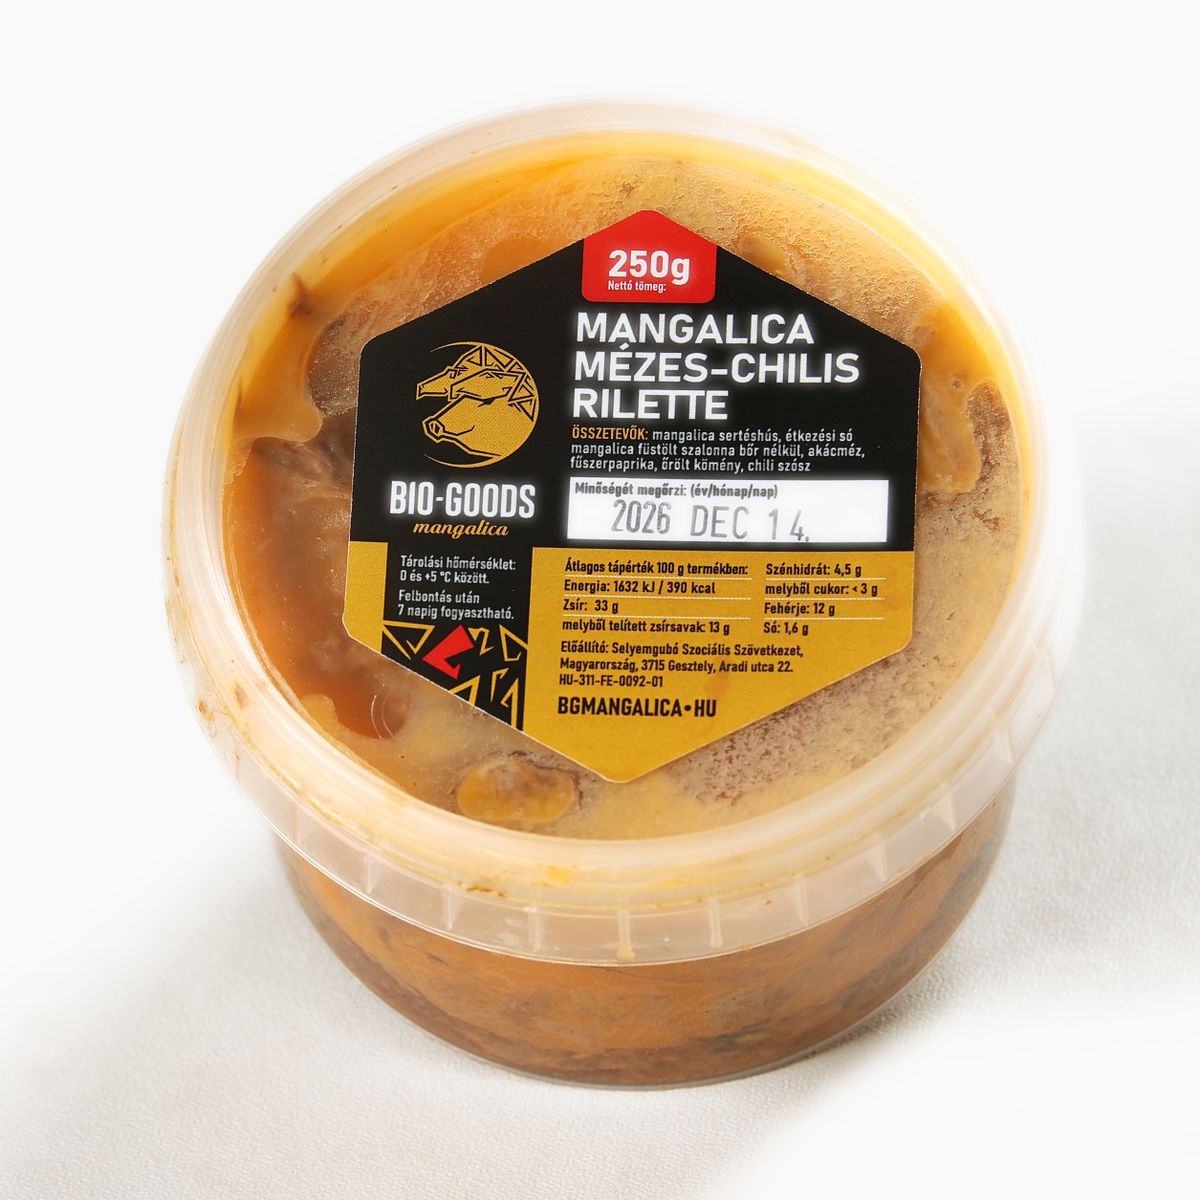 250g
Nettó tömeg:
MANGALICA
MÉZES-CHILIS
RILETTE
ÖSSZETEVŐK: mangalica sertéshús, étkezési só
mangalica füstölt szalonna bőr nélkül, akácméz,
fűszerpaprika, őrölt kömény, chili szósz
Minőségét megőrzi: (év/hónap/nap)
2026 DEC 14.
BIO-GOODS
mangalica
Tárolási hőmérséklet:
0 és +5 °C között.
Felbontás után
7 napig fogyasztható.
Átlagos tápérték 100 g termékben:
Energia: 1632 kJ / 390 kcal
Zsír: 33 g
melyből telített zsírsavak: 13 g
Szénhidrát: 4,5 g
melyből cukor: < 3 g
Fehérje: 12 g
Só: 1,6 g
Előállító: Selyemgubó Szociális Szövetkezet,
Magyarország, 3715 Gesztely, Aradi utca 22.
HU-311-FE-0092-01
BGMANGALICA•HU